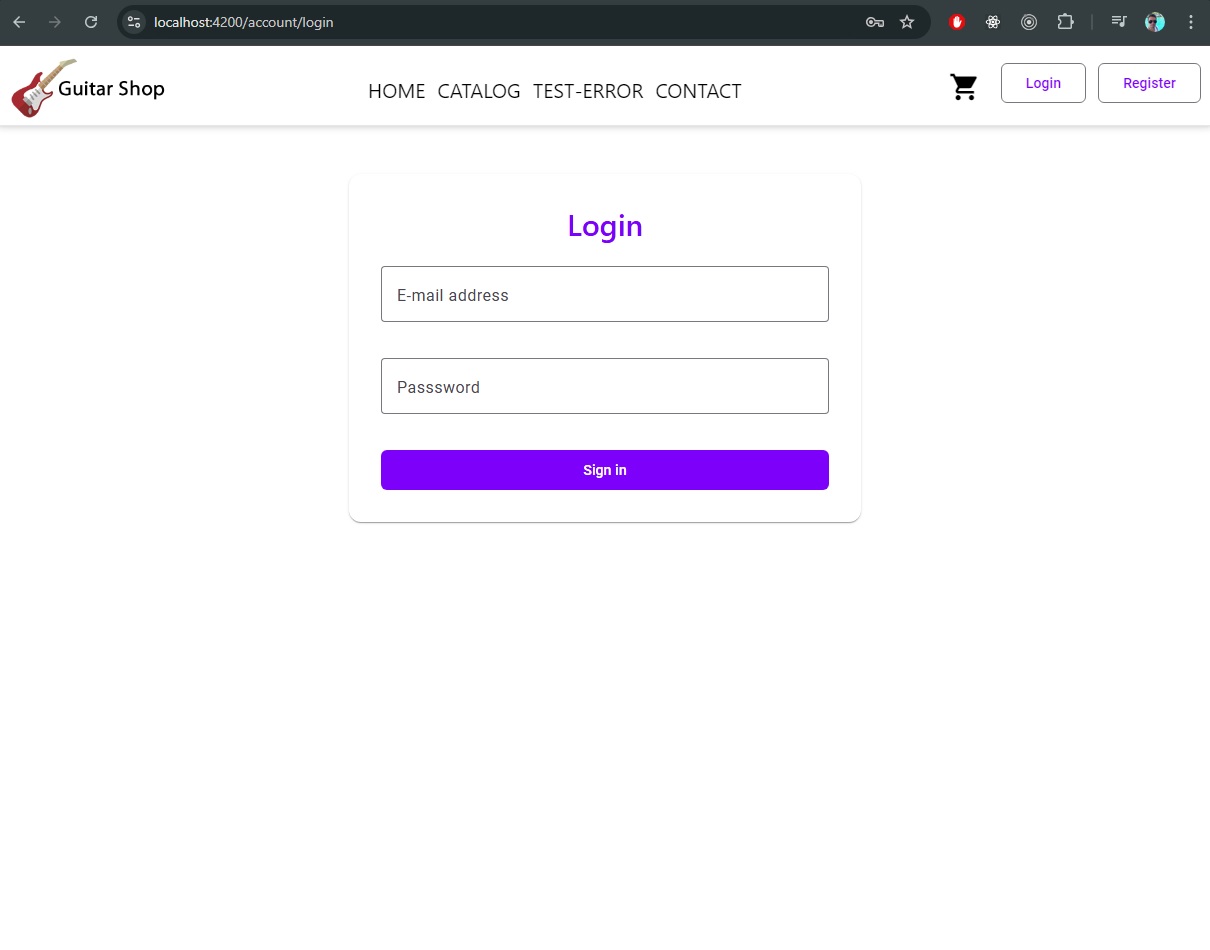 localhost:4200/account/login
Guitar Shop
HOME CATALOG TEST-ERROR CONTACT
Login
Register
Login
E-mail address
Passsword
Sign in